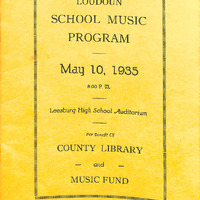 LOUDOUN
SCHOOL MUSIC
PROGRAM
May 10, 1935
8:00 P. M.
Leesburg High School Auditorium
For Benefit Of
COUNTY LIBRARY
and
MUSIC FUND